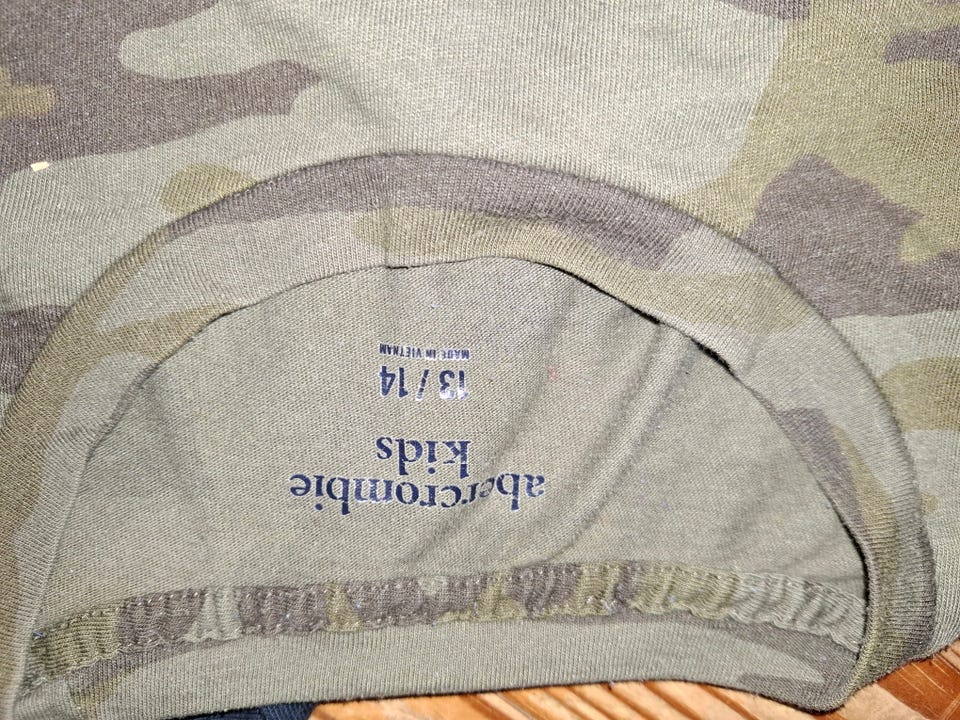 abercrombie
kids
13 / 14
MADE IN VIETNAM